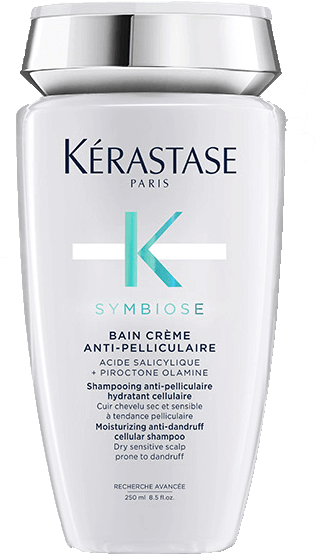 KÉRASTASE
PARIS
K
SYMBIOSE
BAIN CRÈME
ANTI-PELLICULAIRE
ACIDE SALICYLIQUE
+ PIROCTONE OLAMINE
Shampooing anti-pelliculaire
hydratant cellulaire
Cuir chevelu sec et sensible
à tendance pelliculaire
Moisturizing anti-dandruff
cellular shampoo
Dry sensitive scalp
prone to dandruff
RECHERCHE AVANCÉE
250 ml 8.5 fl.oz.